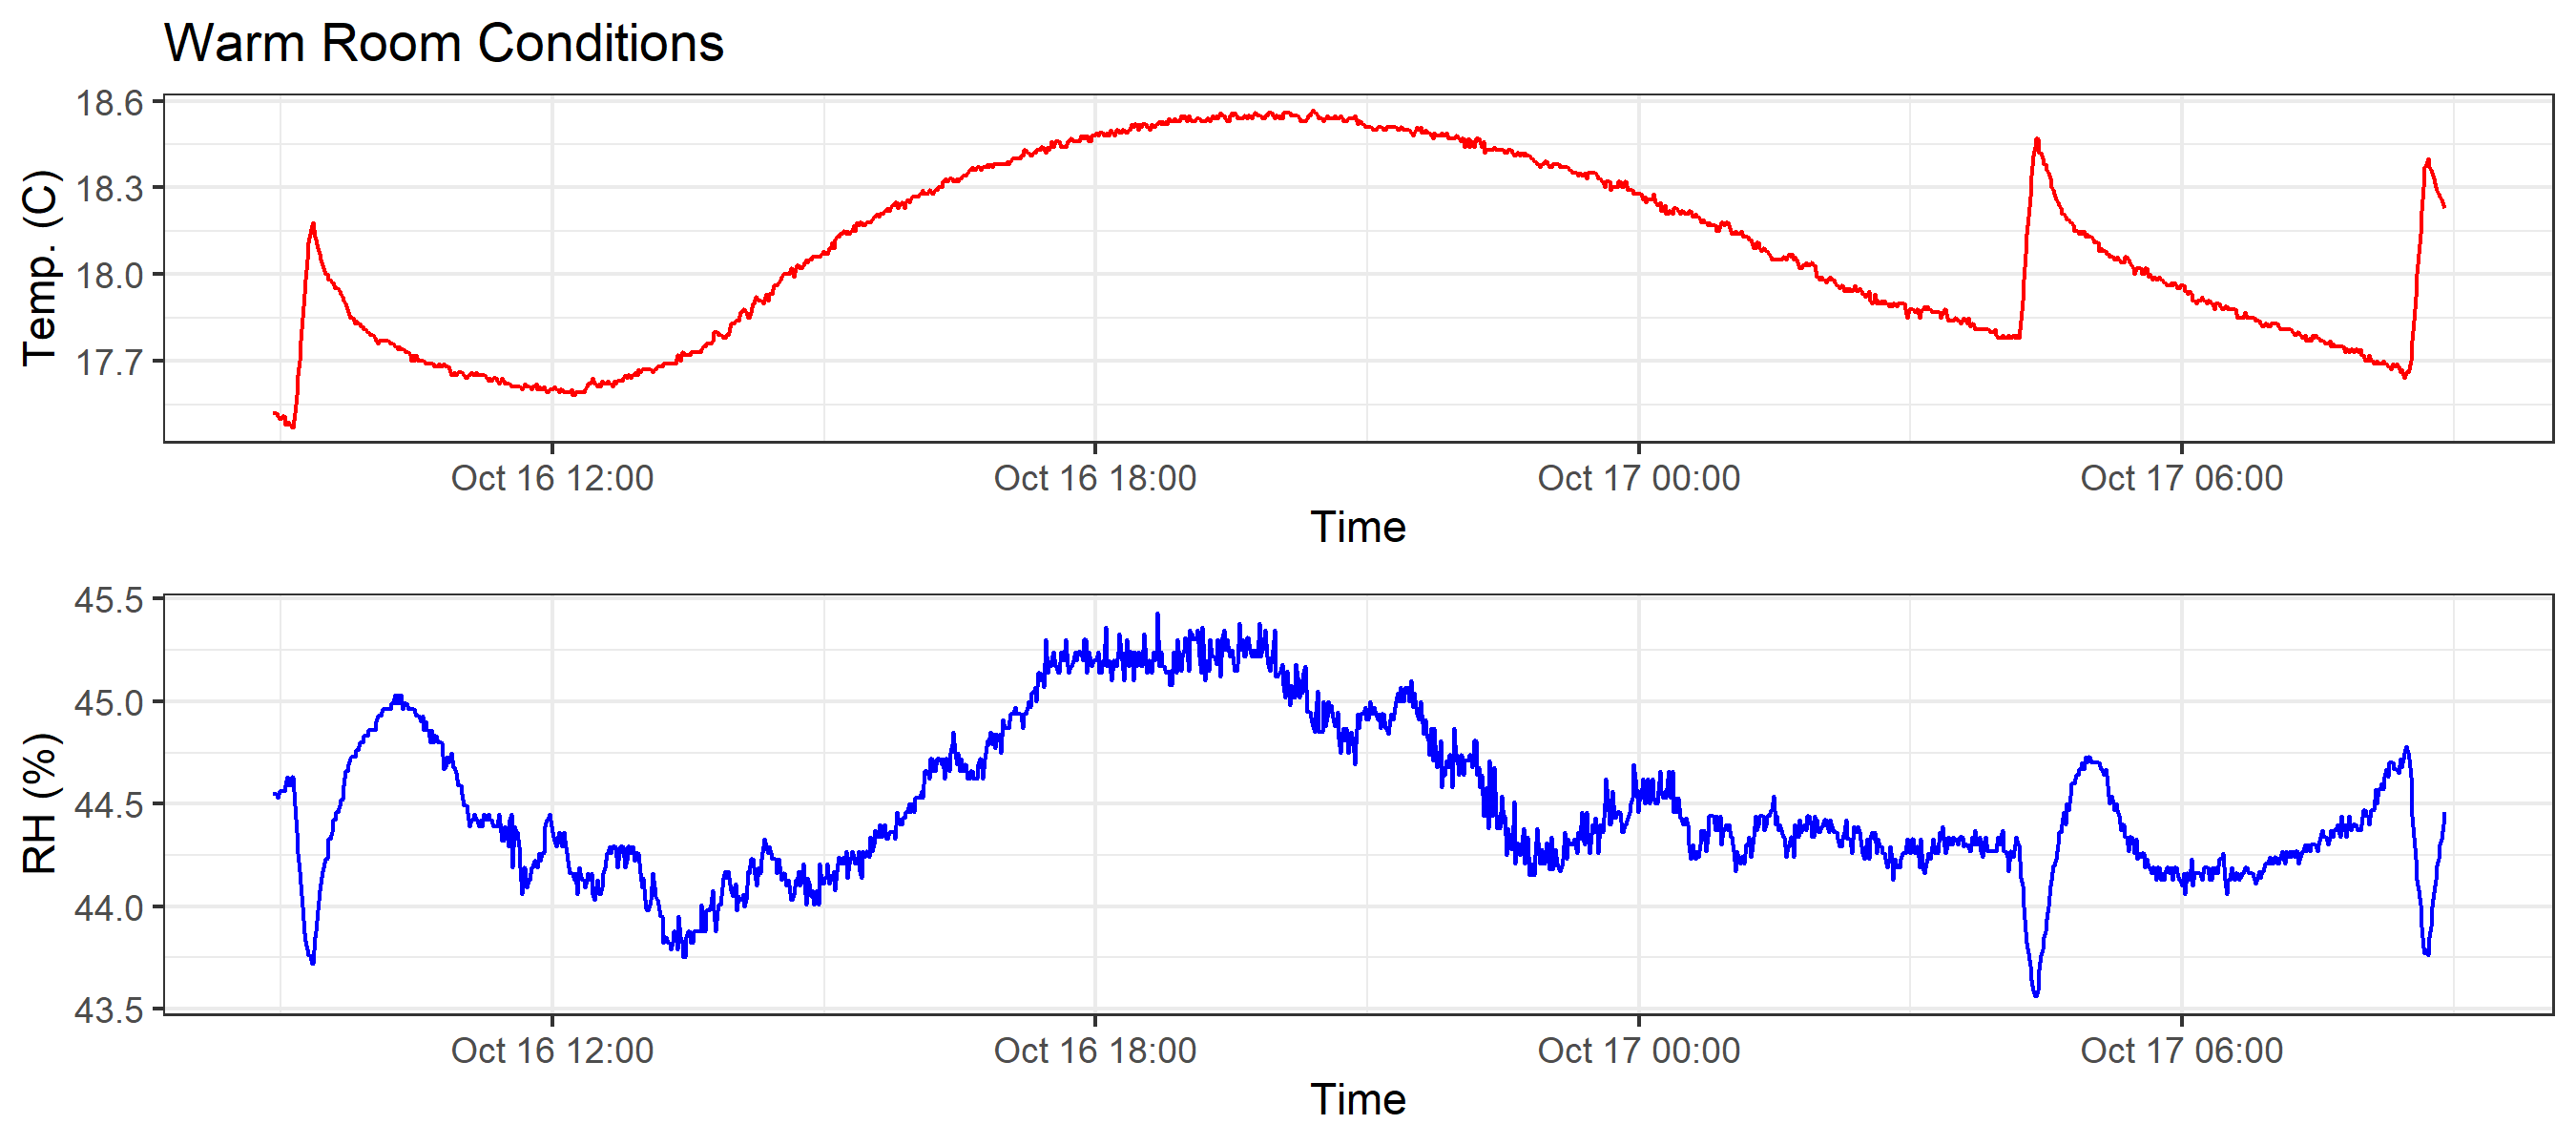 Warm Room Conditions
Temp. (C)
18.6
18.3
18.0
17.7
Oct 16 12:00 Oct 16 18:00 Oct 17 00:00 Oct 17 06:00
Time
RH (%)
45.5
45.0
44.5
44.0
43.5
Oct 16 12:00 Oct 16 18:00 Oct 17 00:00 Oct 17 06:00
Time